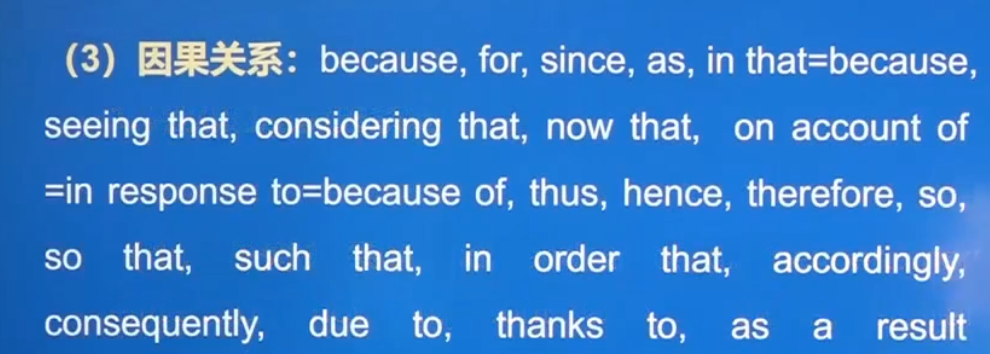 （3）因果关系：because, for, since, as, in that=because,
seeing that, considering that, now that, on account of
=in response to=because of, thus, hence, therefore, so,
so that, such that, in order that, accordingly,
consequently, due to, thanks to, as a result